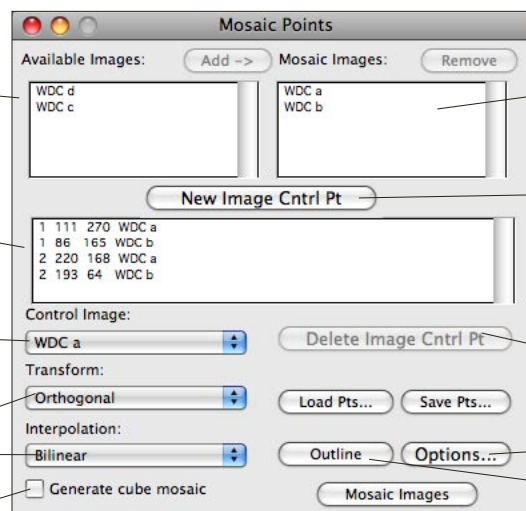 Mosaic Points
Available Images: Add -> Mosaic Images: Remove
WDC d
WDC c
WDC a
WDC b
New Image Cntrl Pt
1 111 270 WDC a
1 86 165 WDC b
2 220 168 WDC a
2 193 64 WDC b
Control Image:
WDC a
Delete Image Cntrl Pt
Transform:
Orthogonal
Load Pts... Save Pts...
Interpolation:
Bilinear
Outline Options...
Generate cube mosaic
Mosaic Images